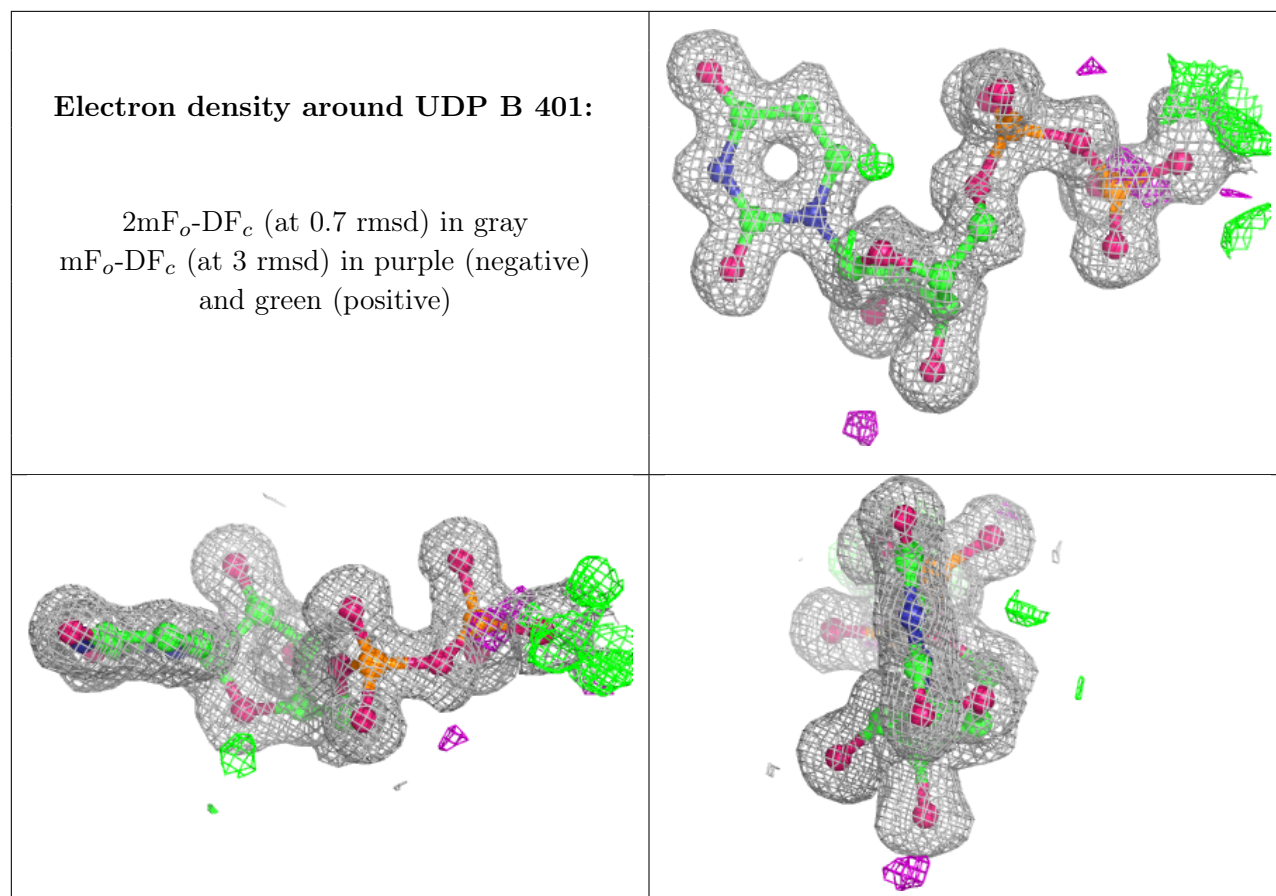 Electron density around UDP B 401:
2mFo-DFc (at 0.7 rmsd) in gray
mFo-DFc (at 3 rmsd) in purple (negative)
and green (positive)